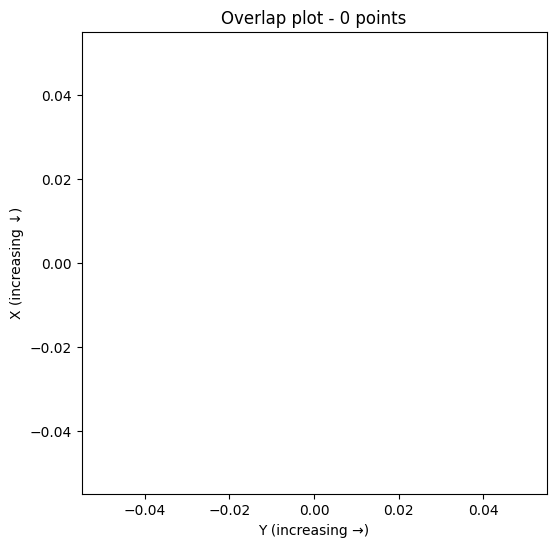 Overlap plot - 0 points
X (increasing ↓)
0.04
0.02
0.00
−0.02
−0.04
−0.04 −0.02 0.00 0.02 0.04
Y (increasing →)